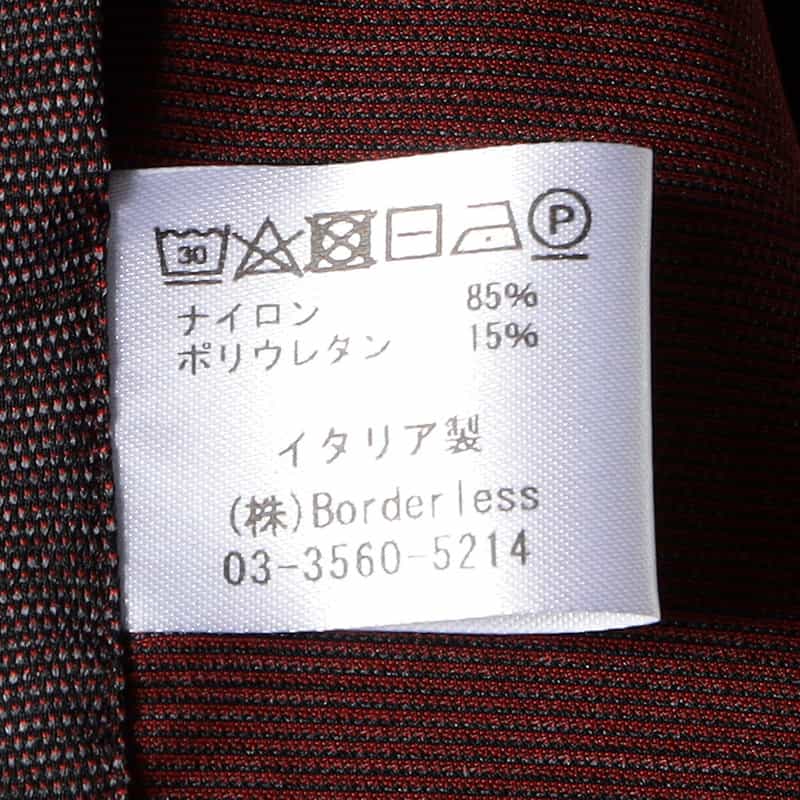 30 P
ナイロン 85%
ポリウレタン 15%
イタリア製
(株)Borderless
03-3560-5214